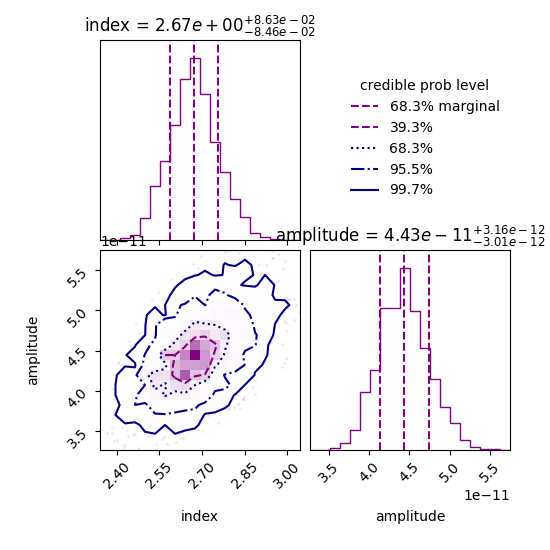 index = 2.67e+00 +8.63e−02 −8.46e−02
credible prob level
68.3% marginal
39.3%
68.3%
95.5%
99.7%
1e−11
amplitude = 4.43e−11 +3.16e−12 −3.01e−12
5.5
5.0
4.5
4.0
3.5
amplitude
2.40 2.55 2.70 2.85 3.00
index
3.5 4.0 4.5 5.0 5.5
1e−11
amplitude